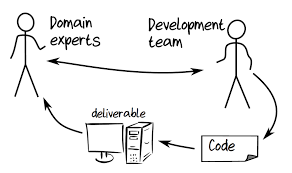 Domain
experts
Development
team
deliverable
Code